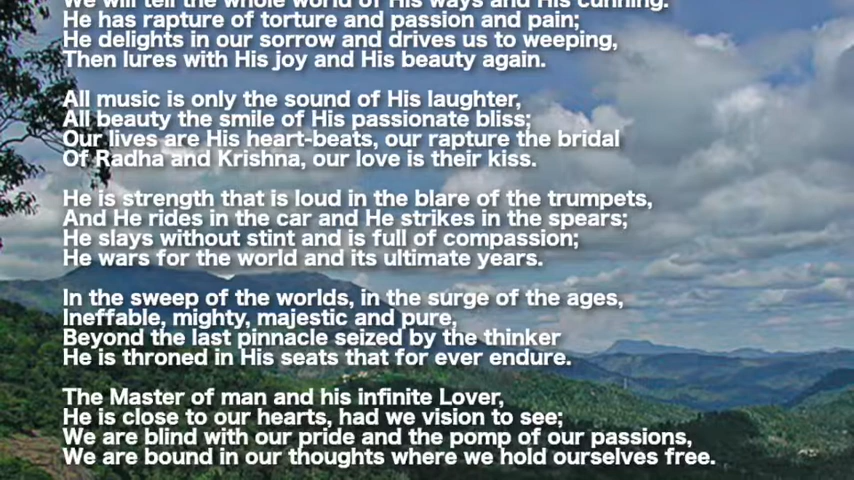 We will tell the whole world of His ways and His cunning:
He has rapture of torture and passion and pain;
He delights in our sorrow and drives us to weeping,
Then lures with His joy and His beauty again.
All music is only the sound of His laughter,
All beauty the smile of His passionate bliss;
Our lives are His heart-beats, our rapture the bridal
Of Radha and Krishna, our love is their kiss.
He is strength that is loud in the blare of the trumpets,
And He rides in the car and He strikes in the spears;
He slays without stint and is full of compassion;
He wars for the world and its ultimate years.
In the sweep of the worlds, in the surge of the ages,
Ineffable, mighty, majestic and pure,
Beyond the last pinnacle seized by the thinker
He is throned in His seats that for ever endure.
The Master of man and his infinite Lover,
He is close to our hearts, had we vision to see;
We are blind with our pride and the pomp of our passions,
We are bound in our thoughts where we hold ourselves free.